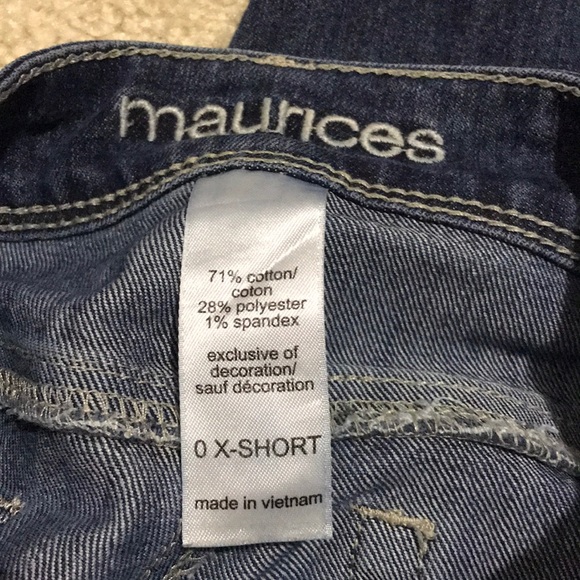 maurices
71% cotton/
coton
28% polyester
1% spandex
exclusive of
decoration/
sauf décoration
0 X-SHORT
made in vietnam